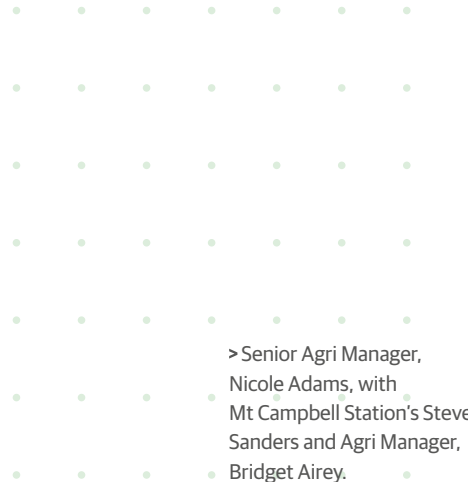 > Senior Agri Manager,
Nicole Adams, with
Mt Campbell Station's Steve
Sanders and Agri Manager,
Bridget Airey.